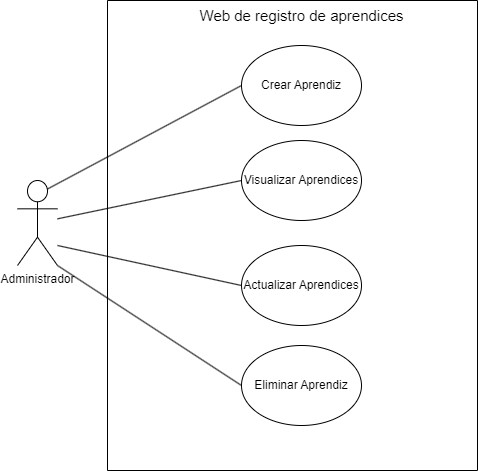 Web de registro de aprendices
Crear Aprendiz
Visualizar Aprendices
Administrador
Actualizar Aprendices
Eliminar Aprendiz